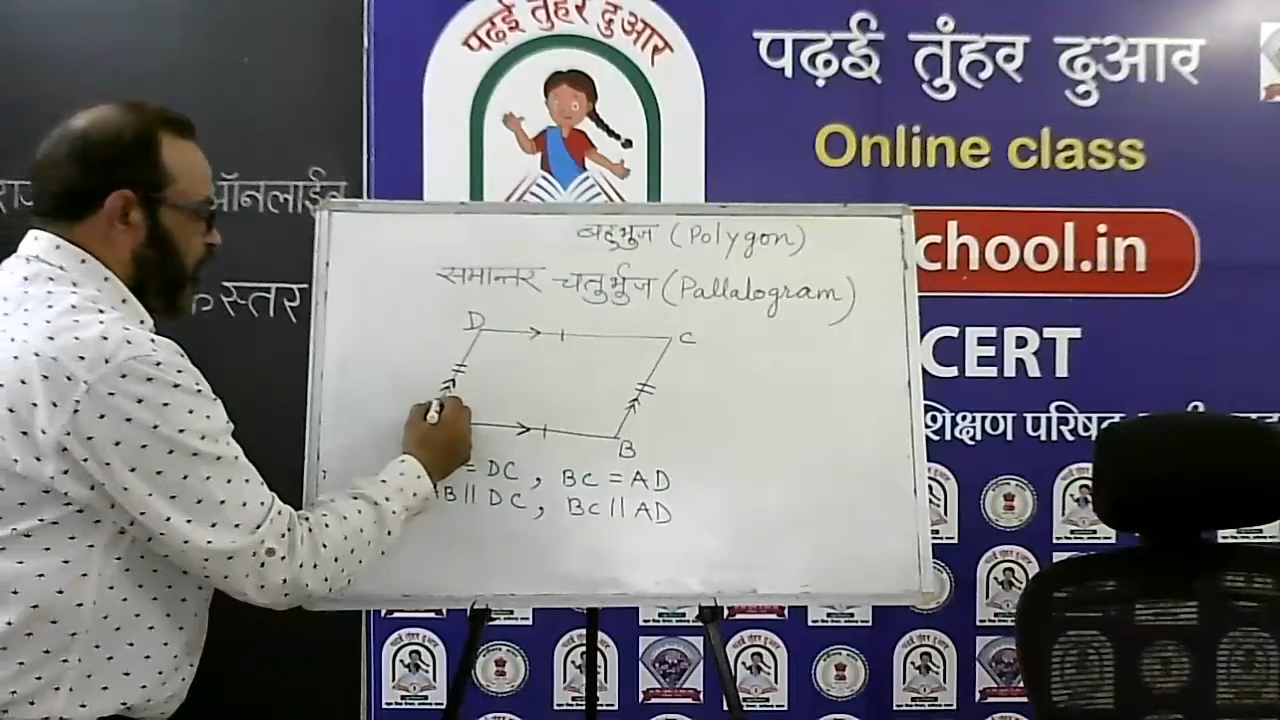 पढ़ई तुंहर दुआर
पढ़ई तुंहर दुआर
Online class
chool.in
CERT
शिक्षण परिषद
ऑनलाईन
स्तर
बहुभुज (Polygon)
समान्तर चतुर्भुज (Pallalogram)
D C
B
= DC, BC = AD
B || DC, BC || AD